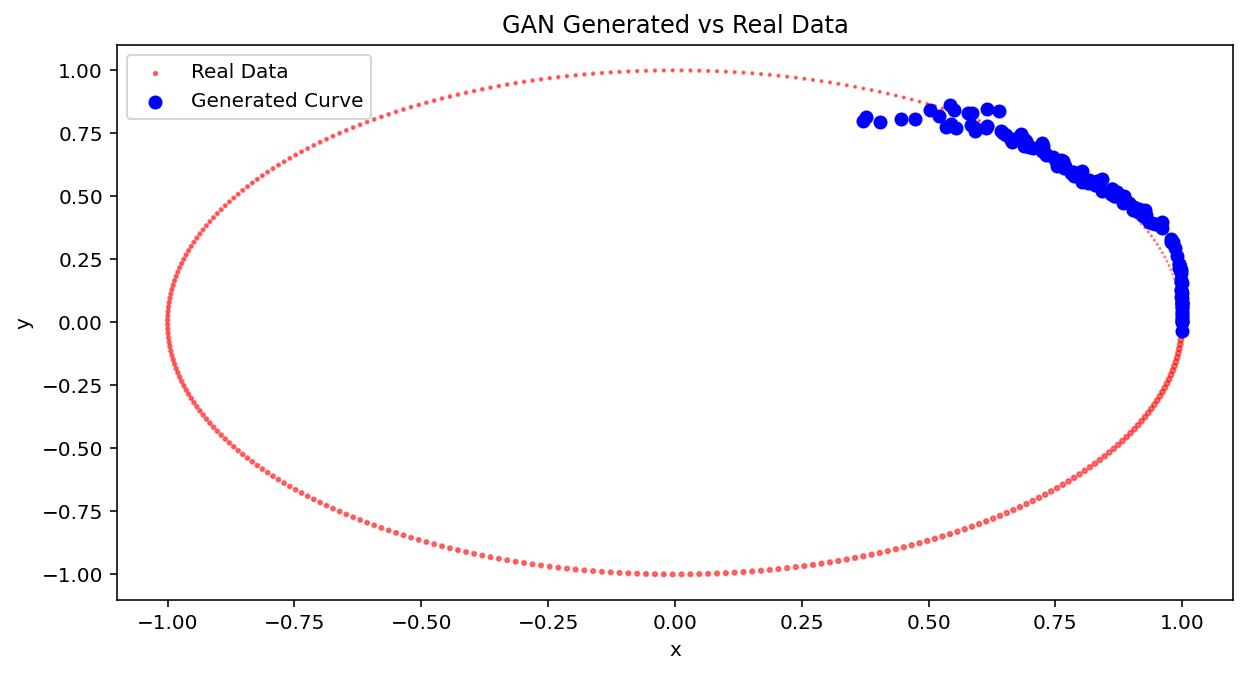 GAN Generated vs Real Data
Real Data
Generated Curve
1.00
0.75
0.50
0.25
0.00
−0.25
−0.50
−0.75
−1.00
y
−1.00 −0.75 −0.50 −0.25 0.00 0.25 0.50 0.75 1.00
x